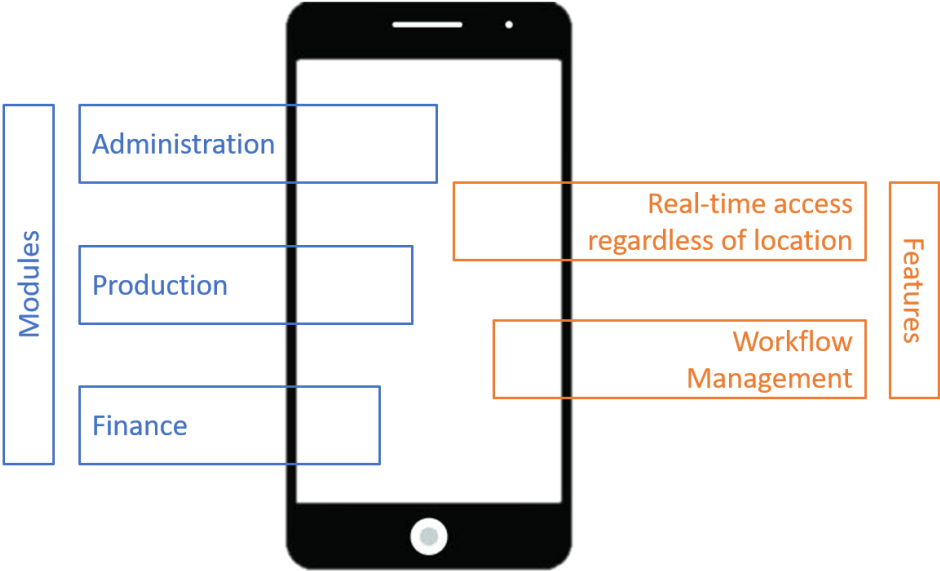 Modules
Administration
Production
Finance
Real-time access
regardless of location
Workflow
Management
Features